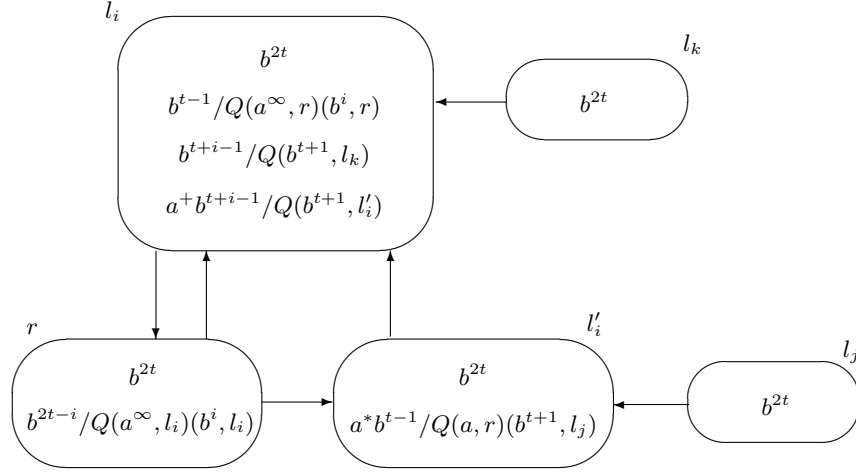 l_i
b^{2t}
b^{t-1}/Q(a^∞, r)(b^i, r)
b^{t+i-1}/Q(b^{t+1}, l_k)
a^+b^{t+i-1}/Q(b^{t+1}, l'_i)
l_k
b^{2t}
r
b^{2t}
b^{2t-i}/Q(a^∞, l_i)(b^i, l_i)
l'_i
b^{2t}
a^*b^{t-1}/Q(a, r)(b^{t+1}, l_j)
l_j
b^{2t}